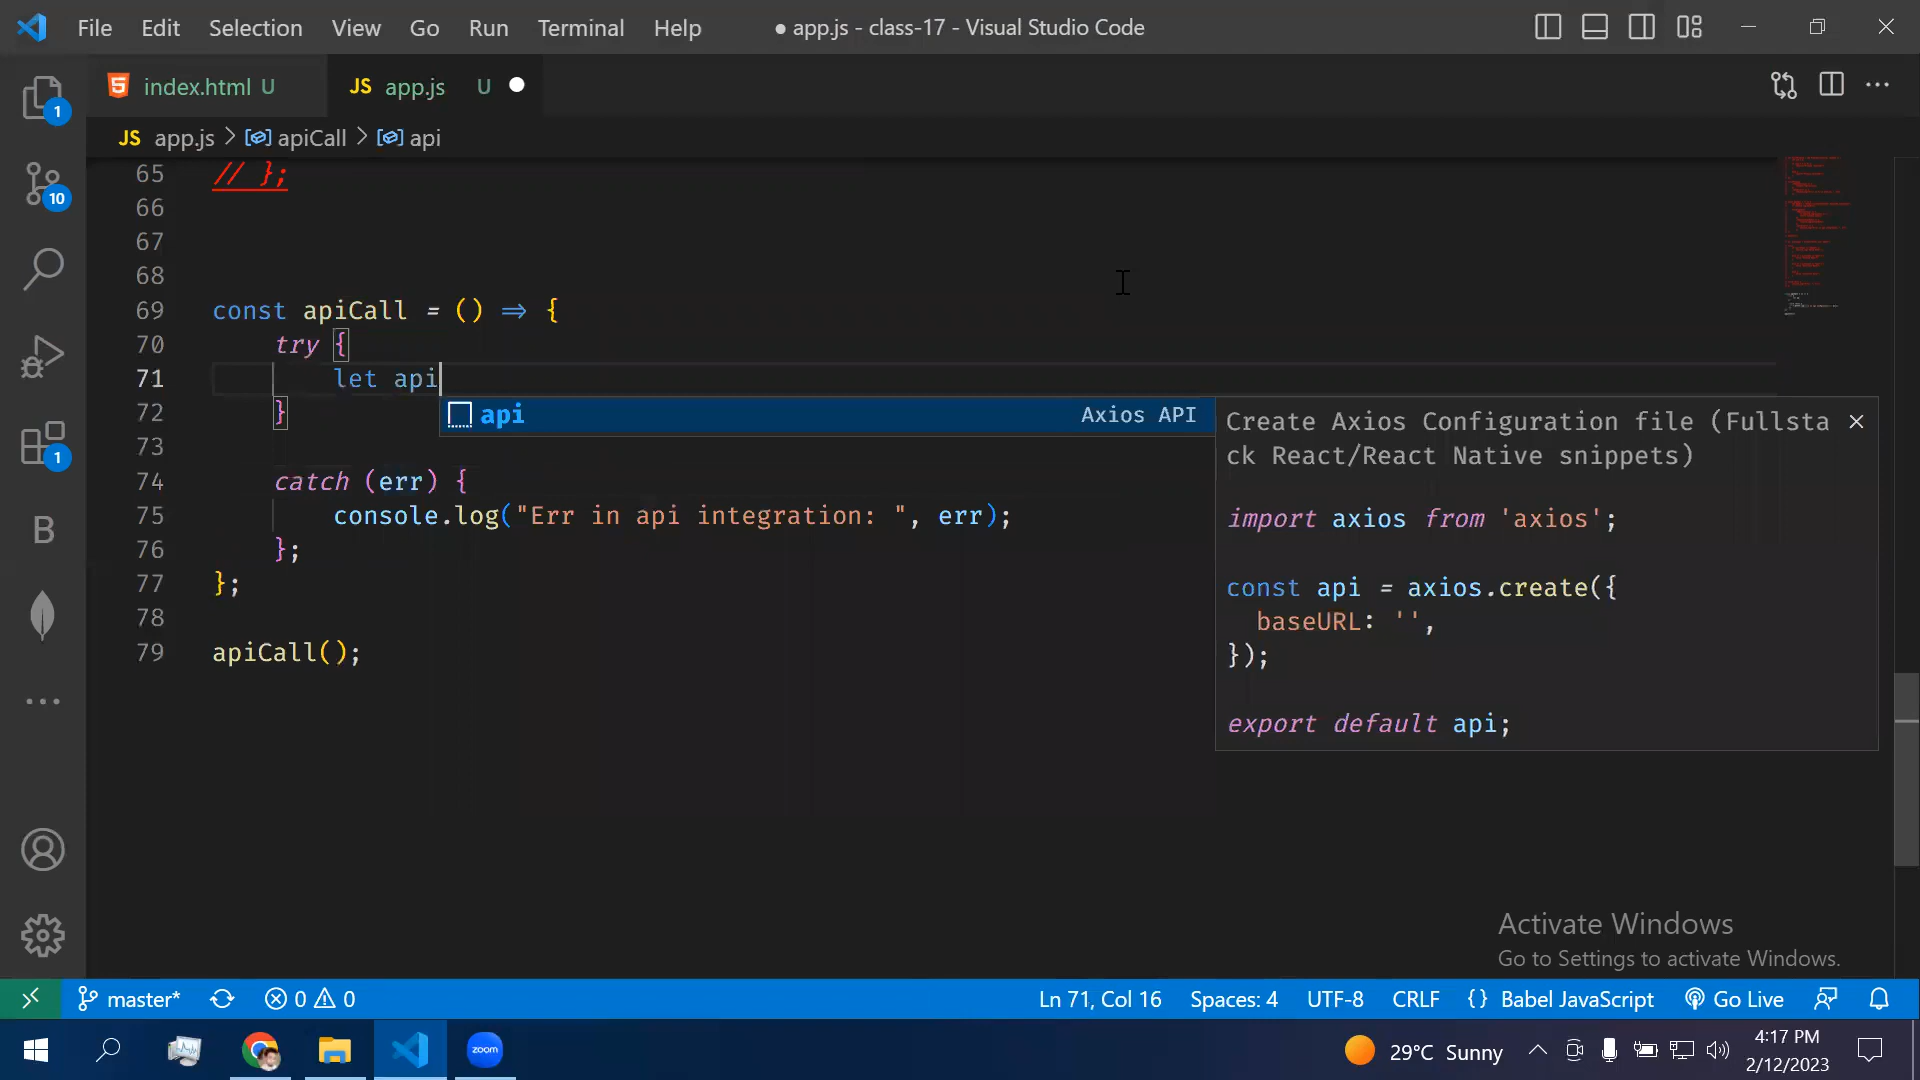 File Edit Selection View Go Run Terminal Help ● app.js - class-17 - Visual Studio Code
index.html U JS app.js U
JS app.js > apiCall > api
65 // };
66
67
68
69 const apiCall = () => {
70 try {
71 let api
72 }
api Axios API
Create Axios Configuration file (Fullsta
ck React/React Native snippets)
import axios from 'axios';
const api = axios.create({
baseURL: '',
});
export default api;
73
74 catch (err) {
75 console.log("Err in api integration: ", err);
76 };
77 };
78
79 apiCall();
1
10
1
B
Activate Windows
Go to Settings to activate Windows.
master* 0 0 Ln 71, Col 16 Spaces: 4 UTF-8 CRLF {} Babel JavaScript Go Live
zoom 29°C Sunny 4:17 PM
2/12/2023